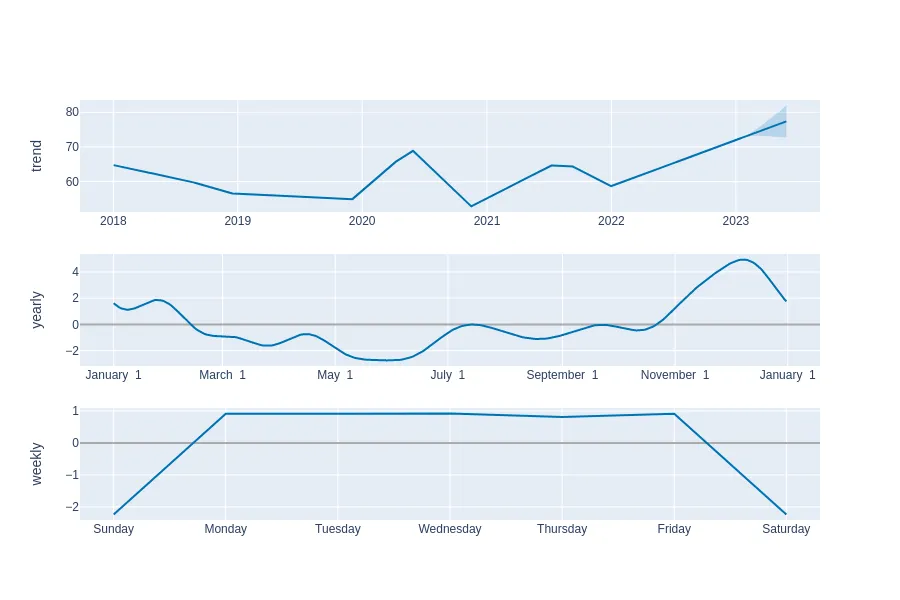 trend
80
70
60
2018 2019 2020 2021 2022 2023
yearly
4
2
0
−2
January 1 March 1 May 1 July 1 September 1 November 1 January 1
weekly
1
0
−1
−2
Sunday Monday Tuesday Wednesday Thursday Friday Saturday